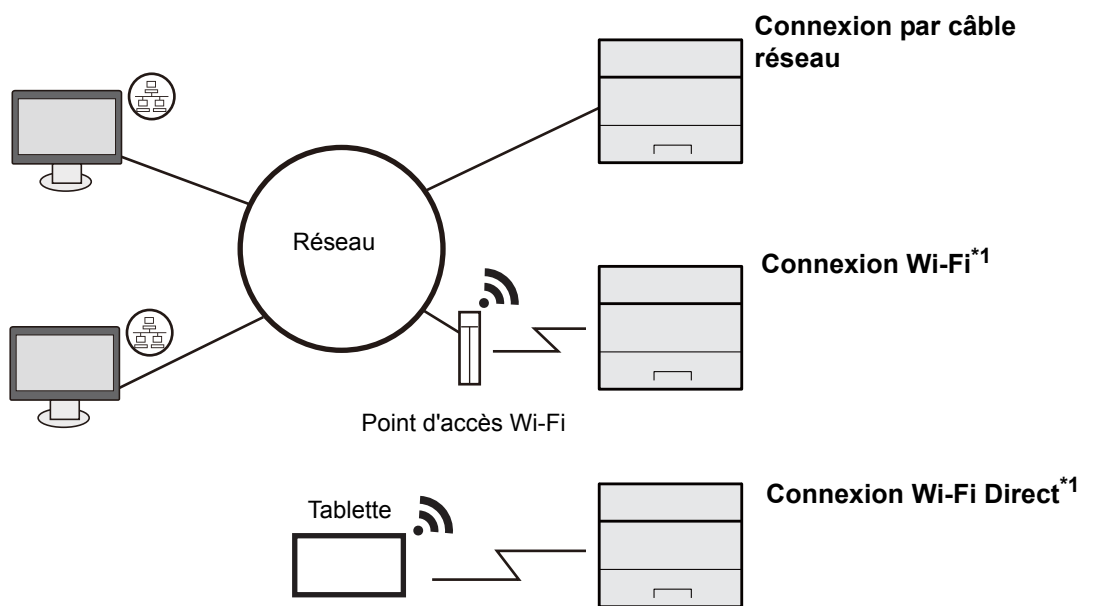 Connexion par câble
réseau
Réseau
Connexion Wi-Fi*1
Point d'accès Wi-Fi
Connexion Wi-Fi Direct*1
Tablette